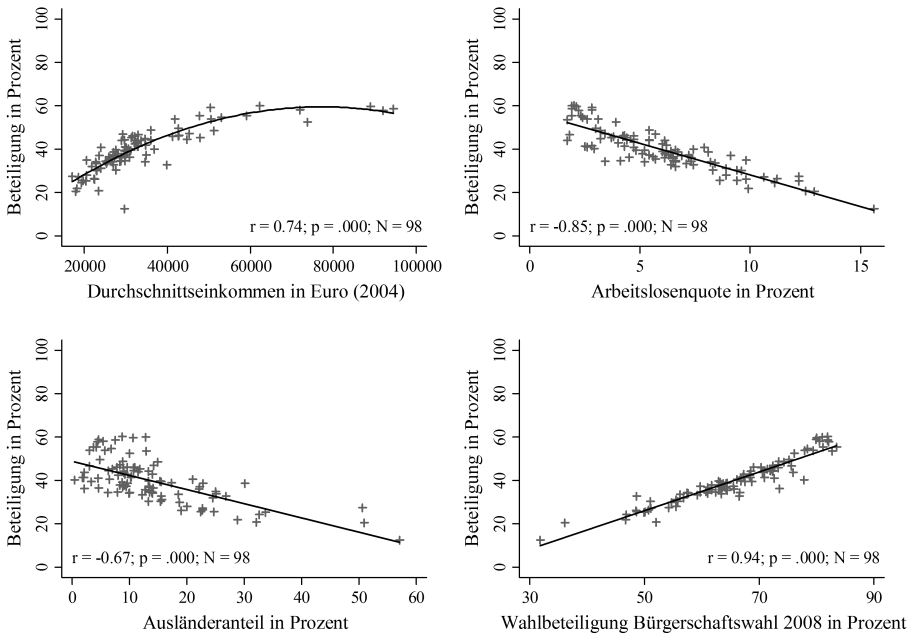 Beteiligung in Prozent
100
80
60
40
20
0
r = 0.74; p = .000; N = 98
20000 40000 60000 80000 100000
Durchschnittseinkommen in Euro (2004)
Beteiligung in Prozent
100
80
60
40
20
0
r = -0.85; p = .000; N = 98
0 5 10 15
Arbeitslosenquote in Prozent
Beteiligung in Prozent
100
80
60
40
20
0
r = -0.67; p = .000; N = 98
0 10 20 30 40 50 60
Ausländeranteil in Prozent
Beteiligung in Prozent
100
80
60
40
20
0
r = 0.94; p = .000; N = 98
30 50 70 90
Wahlbeteiligung Bürgerschaftswahl 2008 in Prozent